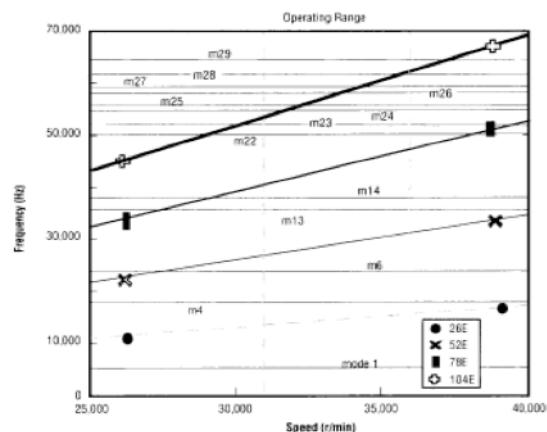 Operating Range
70,000
m29
m28
m27
m26
m25
m24
m23
50,000
m22
m14
m13
30,000
m6
m4
10,000
mode 1
0
25,000
30,000
35,000
40,000
Frequency (Hz)
Speed (r/min)
26E
52E
78E
104E